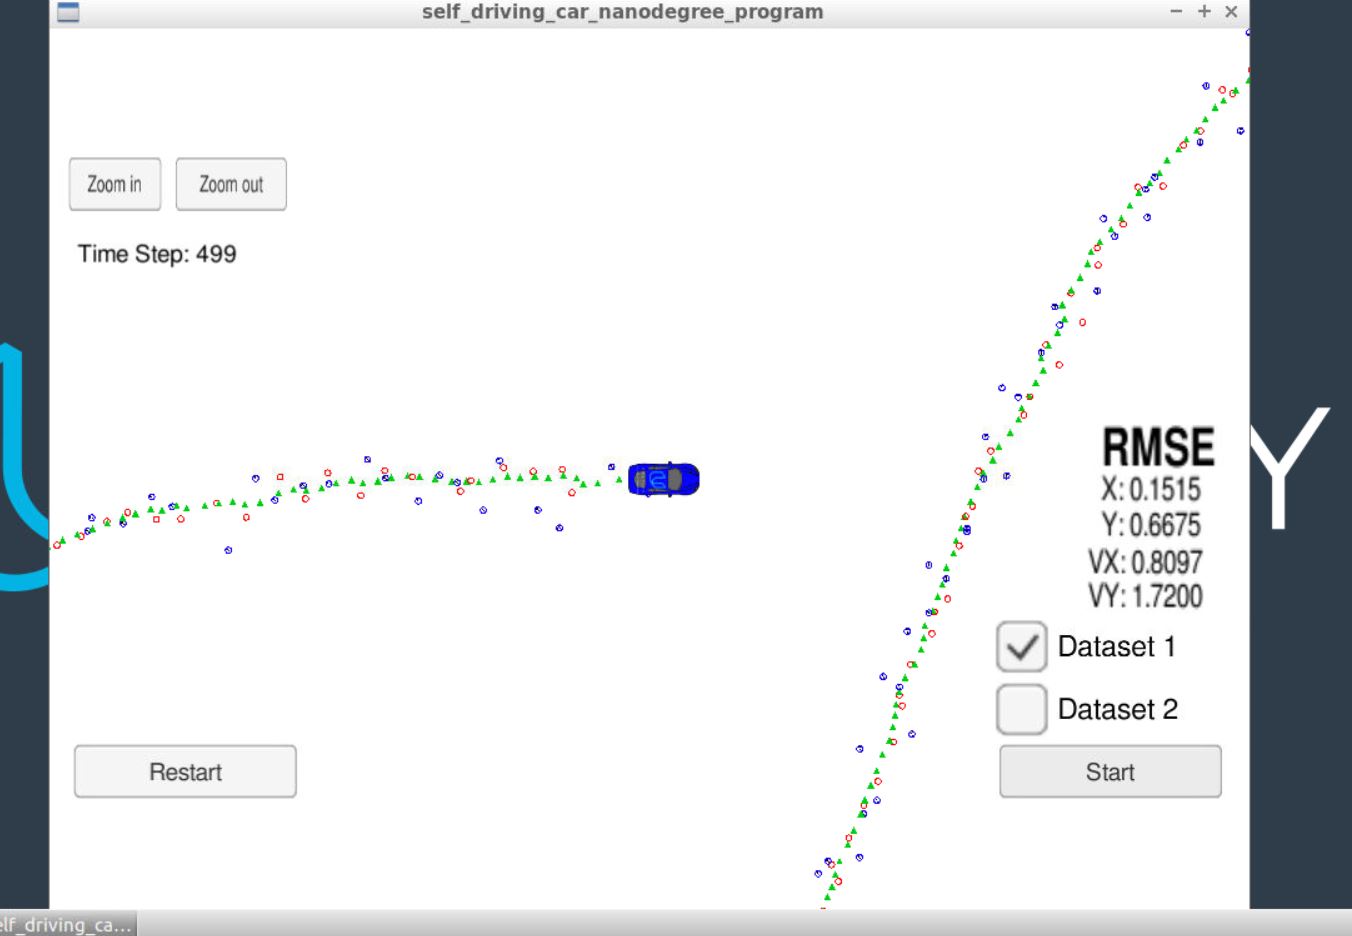 self_driving_car_nanodegree_program
Zoom in
Zoom out
Time Step: 499
Y
RMSE
X: 0.1515
Y: 0.6675
VX: 0.8097
VY: 1.7200
Dataset 1
Dataset 2
Restart
Start
elf_driving_ca...